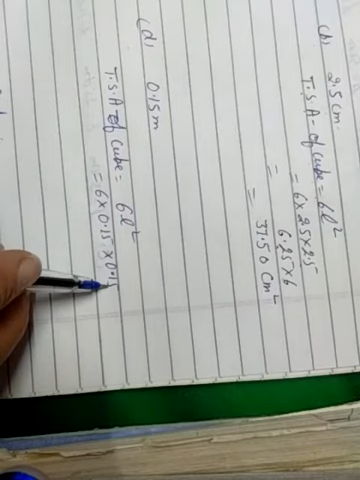 (b) 2.5 cm.
T.S.A - of Cube = 6l²
= 6×2.5×2.5
= 6.25×6
= 37.50 Cm²
(d) 0.15 m
T.S.A of Cube = 6l²
= 6×0.15×0.15